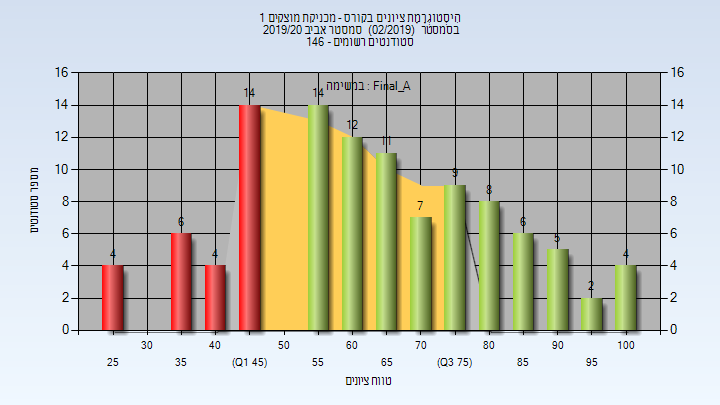 היסטוגרמת ציונים בקורס - מכניקת מוצקים 1
בסמסטר (02/2019) סמסטר אביב 2019/20
סטודנטים רשומים - 146
במשימה : Final_A
מספר סטודנטים
16 14 12 10 8 6 4 2 0
16 14 12 10 8 6 4 2 0
4 6 4 14 14 12 11 7 9 8 6 5 2 4
30 40 50 60 70 80 90 100
25 35 (Q1 45) 55 65 (Q3 75) 85 95
טווח ציונים